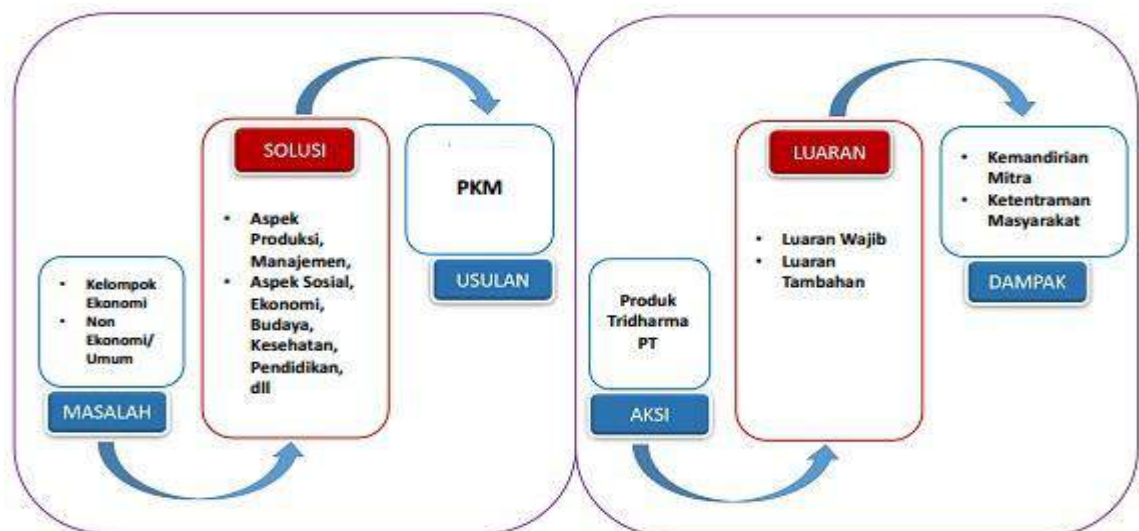 MASALAH
• Kelompok
Ekonomi
• Non
Ekonomi/
Umum
SOLUSI
• Aspek
Produksi,
Manajemen,
• Aspek Sosial,
Ekonomi,
Budaya,
Kesehatan,
Pendidikan,
dll
PKM
USULAN
Produk
Tridharma
PT
AKSI
LUARAN
• Luaran Wajib
• Luaran
Tambahan
• Kemandirian
Mitra
• Ketentraman
Masyarakat
DAMPAK